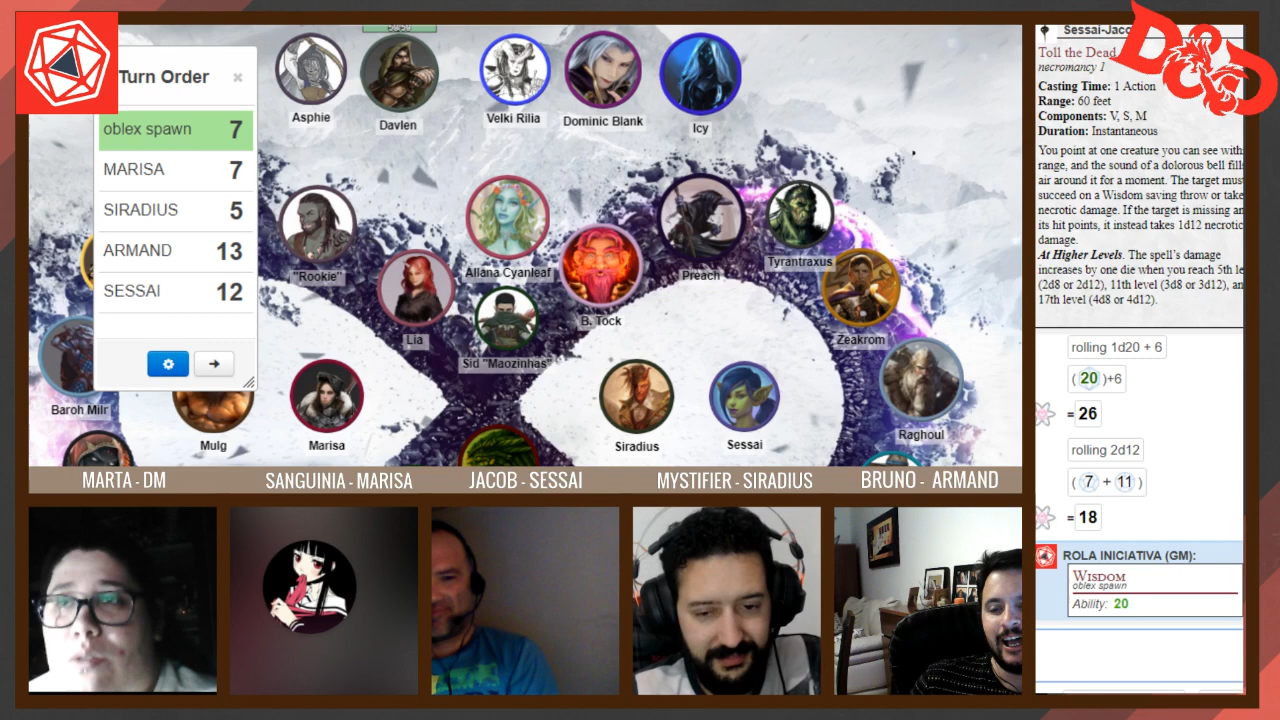 Turn Order ×
oblex spawn 7
MARISA 7
SIRADIUS 5
ARMAND 13
SESSAI 12
Asphie
Davlen
Velki Rilia
Dominic Blank
Icy
"Rookie"
Lia
Allana Cyanleaf
Sid "Maozinhas"
B. Tock
Preach
Tyrantraxus
Zeakrom
Baroh Milr
Mulg
Marisa
Siradius
Sessai
Raghoul
MARTA - DM
SANGUINIA - MARISA
JACOB - SESSAI
MYSTIFIER - SIRADIUS
BRUNO - ARMAND
Sessai-Jaco
Toll the Dead
necromancy 1
Casting Time: 1 Action
Range: 60 feet
Components: V, S, M
Duration: Instantaneous
You point at one creature you can see with
range, and the sound of a dolorous bell fill
air around it for a moment. The target mus
succeed on a Wisdom saving throw or take
necrotic damage. If the target is missing an
its hit points, it instead takes 1d12 necrotic
damage.
At Higher Levels. The spell's damage
increases by one die when you reach 5th le
(2d8 or 2d12), 11th level (3d8 or 3d12), an
17th level (4d8 or 4d12).
rolling 1d20 + 6
( 20 )+6
= 26
rolling 2d12
( 7 + 11 )
= 18
ROLA INICIATIVA (GM):
WISDOM
oblex spawn
Ability: 20
D&D